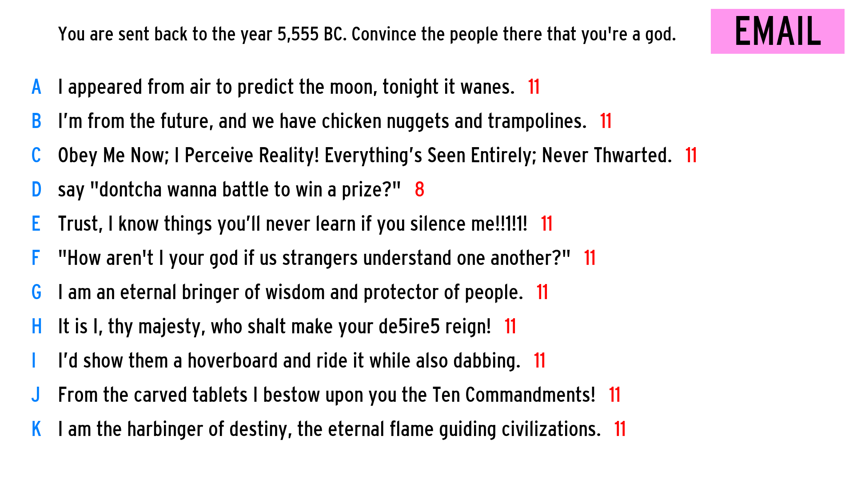 You are sent back to the year 5,555 BC. Convince the people there that you're a god.
EMAIL
A I appeared from air to predict the moon, tonight it wanes. 11
B I'm from the future, and we have chicken nuggets and trampolines. 11
C Obey Me Now; I Perceive Reality! Everything's Seen Entirely; Never Thwarted. 11
D say "dontcha wanna battle to win a prize?" 8
E Trust, I know things you'll never learn if you silence me!!1!1! 11
F "How aren't I your god if us strangers understand one another?" 11
G I am an eternal bringer of wisdom and protector of people. 11
H It is I, thy majesty, who shalt make your de5ire5 reign! 11
I I'd show them a hoverboard and ride it while also dabbing. 11
J From the carved tablets I bestow upon you the Ten Commandments! 11
K I am the harbinger of destiny, the eternal flame guiding civilizations. 11